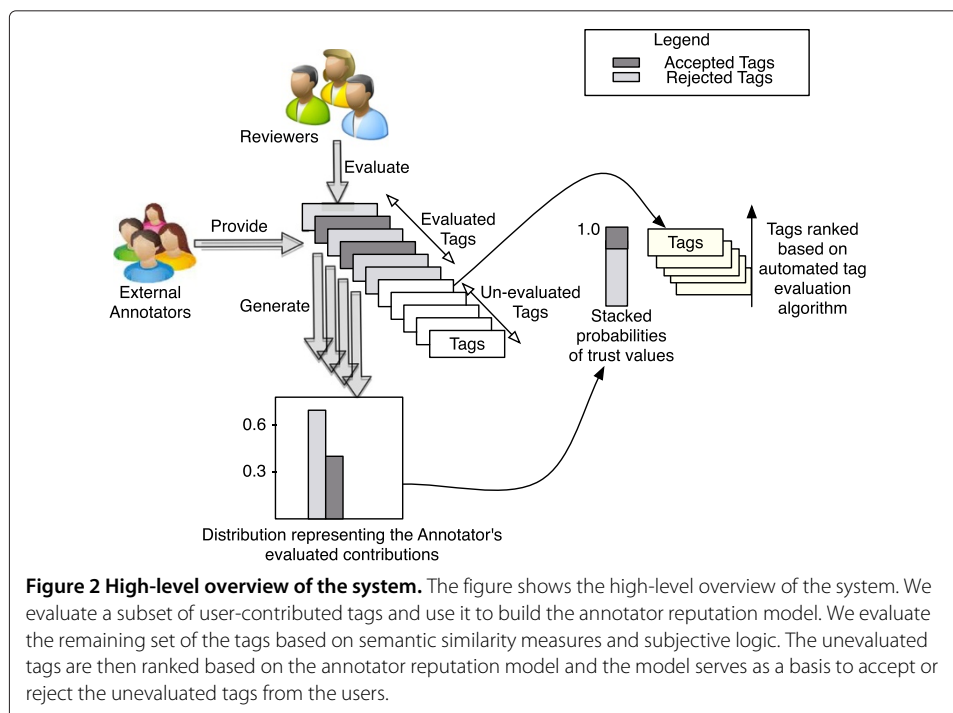 Legend
Accepted Tags
Rejected Tags
Reviewers
Evaluate
Provide
Evaluated
Tags
External
Annotators
Generate
Un-evaluated
Tags
Tags
1.0
Stacked
probabilities
of trust values
Tags
Tags ranked
based on
automated tag
evaluation
algorithm
0.6
0.3
Distribution representing the Annotator's
evaluated contributions
Figure 2 High-level overview of the system. The figure shows the high-level overview of the system. We
evaluate a subset of user-contributed tags and use it to build the annotator reputation model. We evaluate
the remaining set of the tags based on semantic similarity measures and subjective logic. The unevaluated
tags are then ranked based on the annotator reputation model and the model serves as a basis to accept or
reject the unevaluated tags from the users.